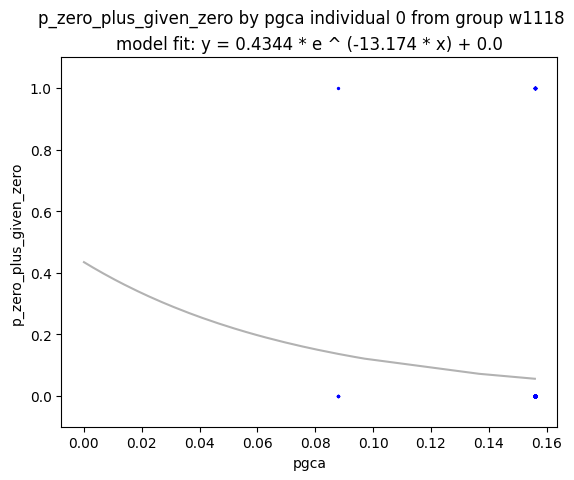 p_zero_plus_given_zero by pgca individual 0 from group w1118
model fit: y = 0.4344 * e ^ (-13.174 * x) + 0.0
1.0
0.8
0.6
0.4
0.2
0.0
p_zero_plus_given_zero
0.00 0.02 0.04 0.06 0.08 0.10 0.12 0.14 0.16
pgca